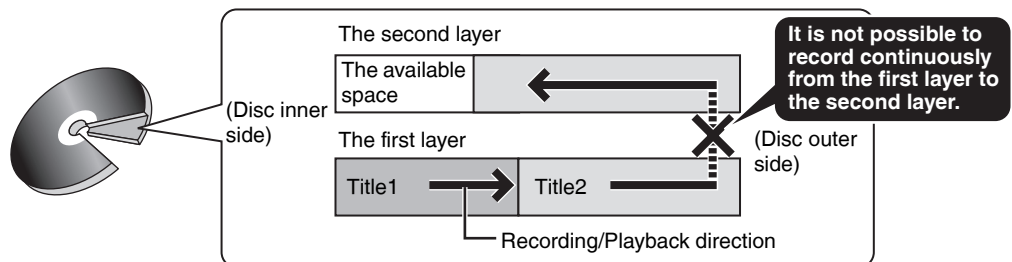 The second layer
The available
space
It is not possible to
record continuously
from the first layer to
the second layer.
(Disc inner
side)
(Disc outer
side)
The first layer
Title1
Title2
Recording/Playback direction